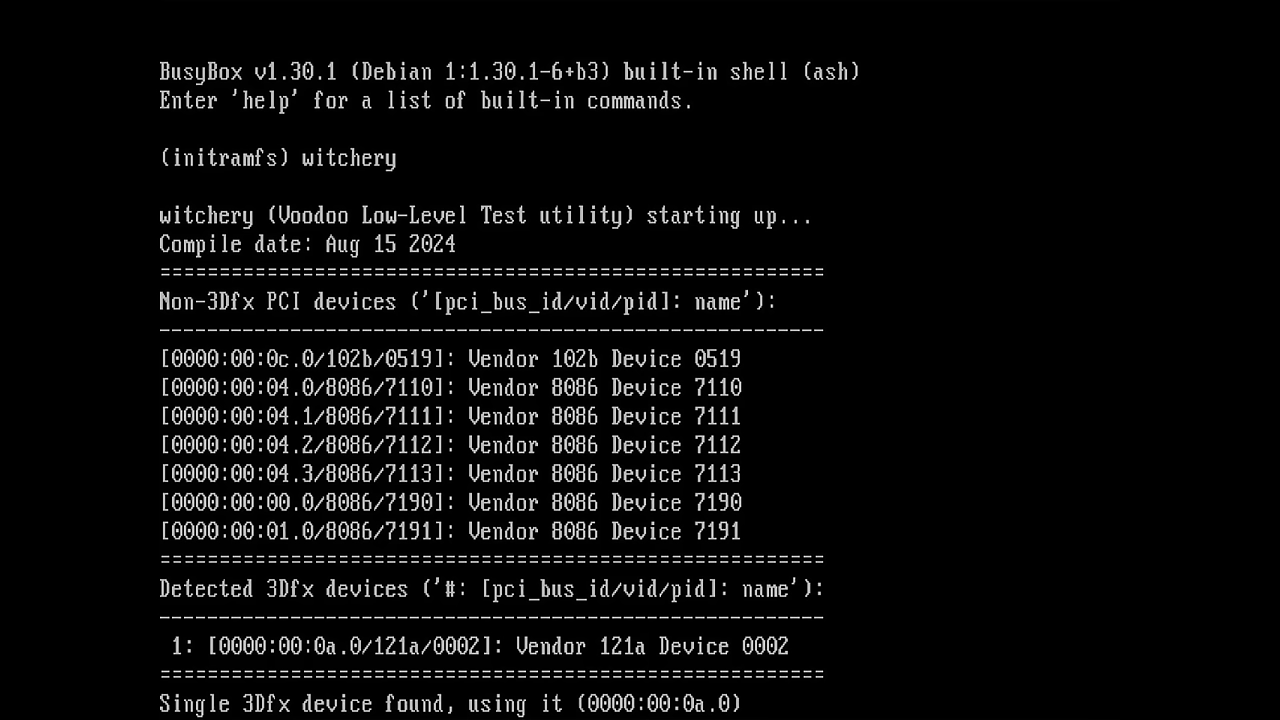 BusyBox v1.30.1 (Debian 1:1.30.1-6+b3) built-in shell (ash)
Enter 'help' for a list of built-in commands.
(initramfs) witchery
witchery (Voodoo Low-Level Test utility) starting up...
Compile date: Aug 15 2024
========================================================
Non-3Dfx PCI devices ('[pci_bus_id/vid/pid]: name'):
--------------------------------------------------------
[0000:00:0c.0/102b/0519]: Vendor 102b Device 0519
[0000:00:04.0/8086/7110]: Vendor 8086 Device 7110
[0000:00:04.1/8086/7111]: Vendor 8086 Device 7111
[0000:00:04.2/8086/7112]: Vendor 8086 Device 7112
[0000:00:04.3/8086/7113]: Vendor 8086 Device 7113
[0000:00:00.0/8086/7190]: Vendor 8086 Device 7190
[0000:00:01.0/8086/7191]: Vendor 8086 Device 7191
========================================================
Detected 3Dfx devices ('#: [pci_bus_id/vid/pid]: name'):
--------------------------------------------------------
1: [0000:00:0a.0/121a/0002]: Vendor 121a Device 0002
========================================================
Single 3Dfx device found, using it (0000:00:0a.0)